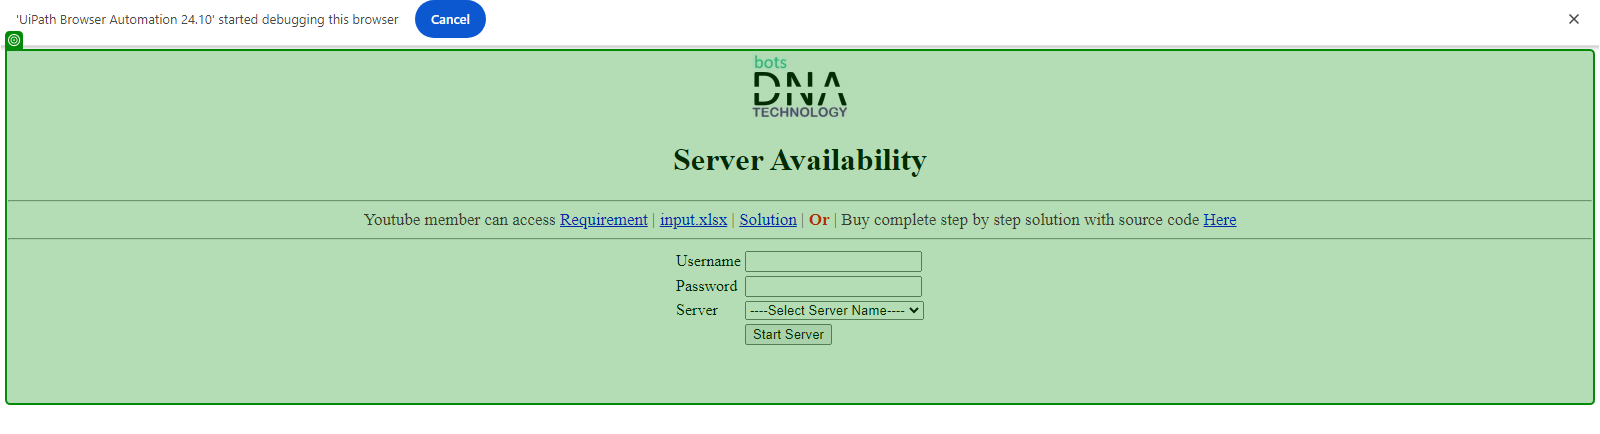 'UiPath Browser Automation 24.10' started debugging this browser Cancel
bots
DNA
TECHNOLOGY
Server Availability
Youtube member can access Requirement | input.xlsx | Solution | Or | Buy complete step by step solution with source code Here
Username
Password
Server ----Select Server Name----
Start Server